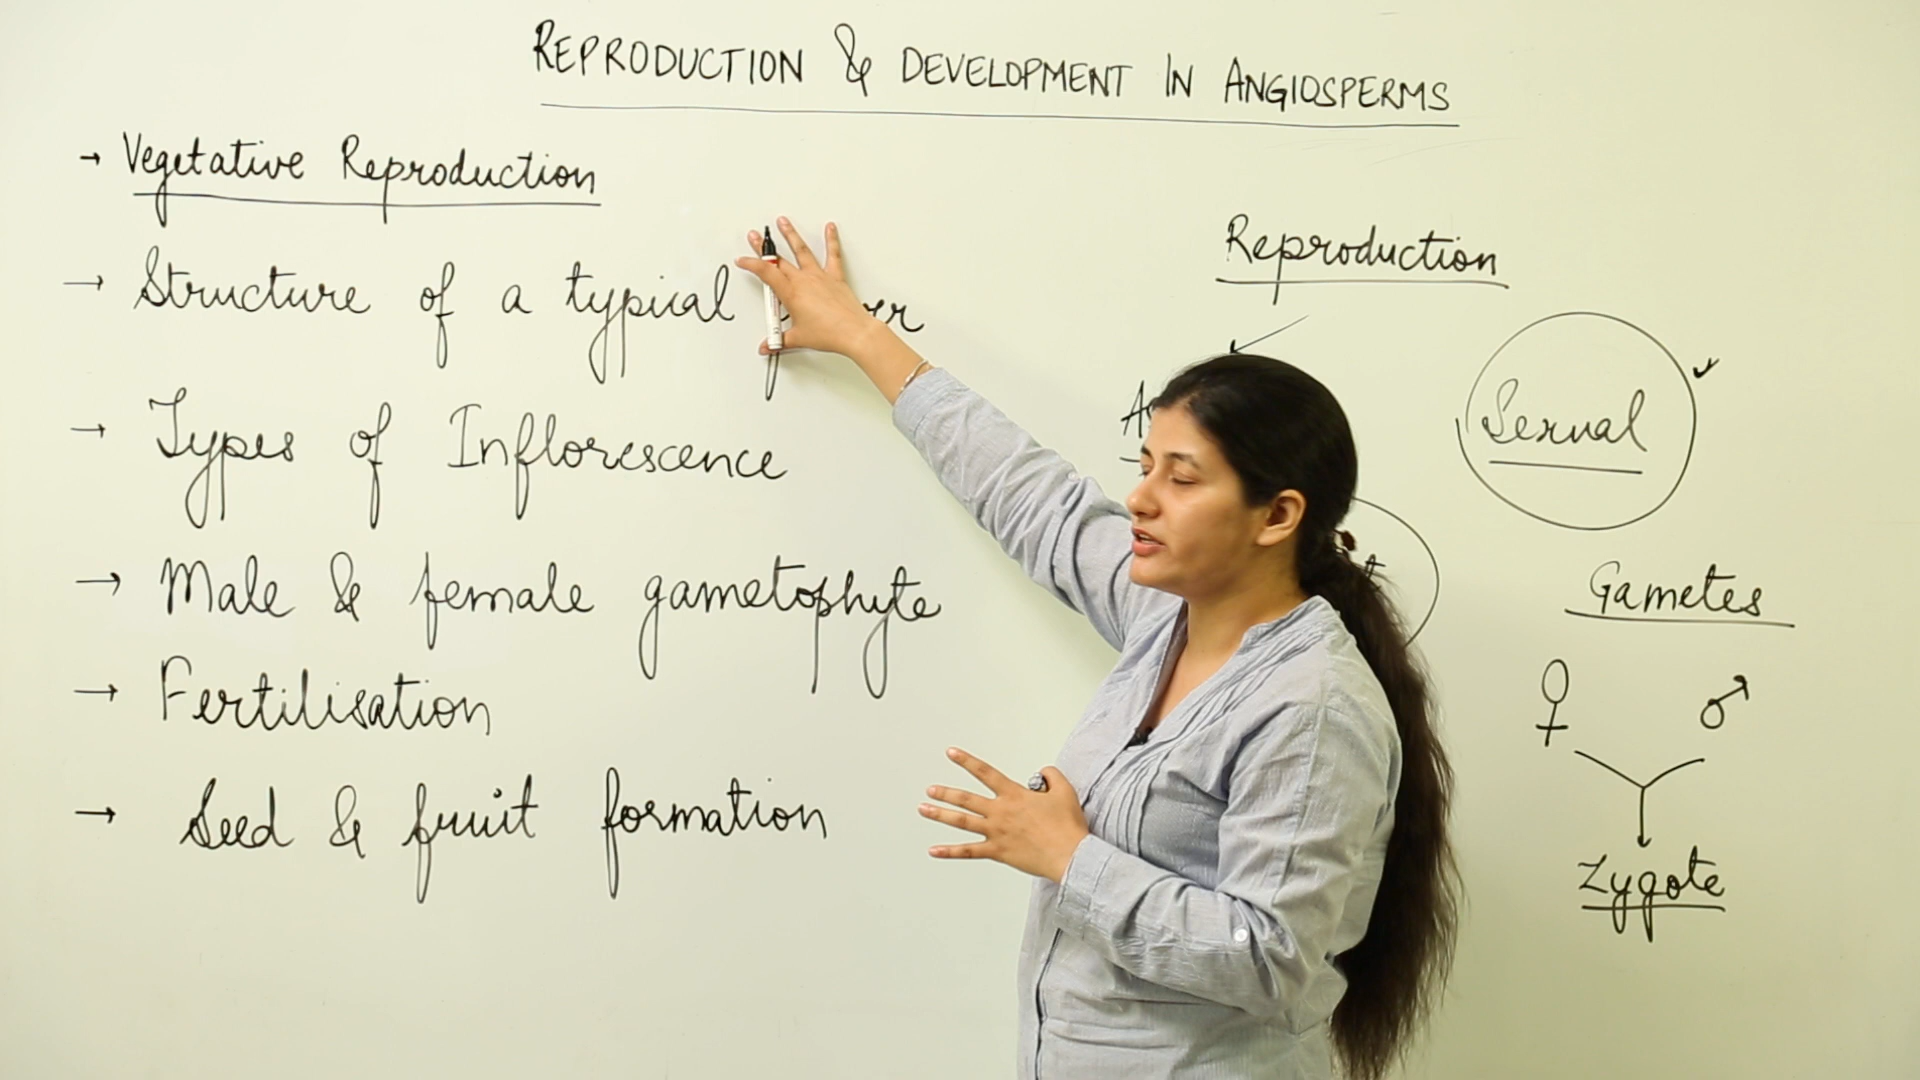 REPRODUCTION & DEVELOPMENT IN ANGIOSPERMS
→ Vegetative Reproduction
→ Structure of a typical
→ Types of Inflorescence
→ Male & female gametophyte
→ Fertilisation
→ Seed & fruit formation
Reproduction
Sexual
Gametes
♀ ♂
Zygote